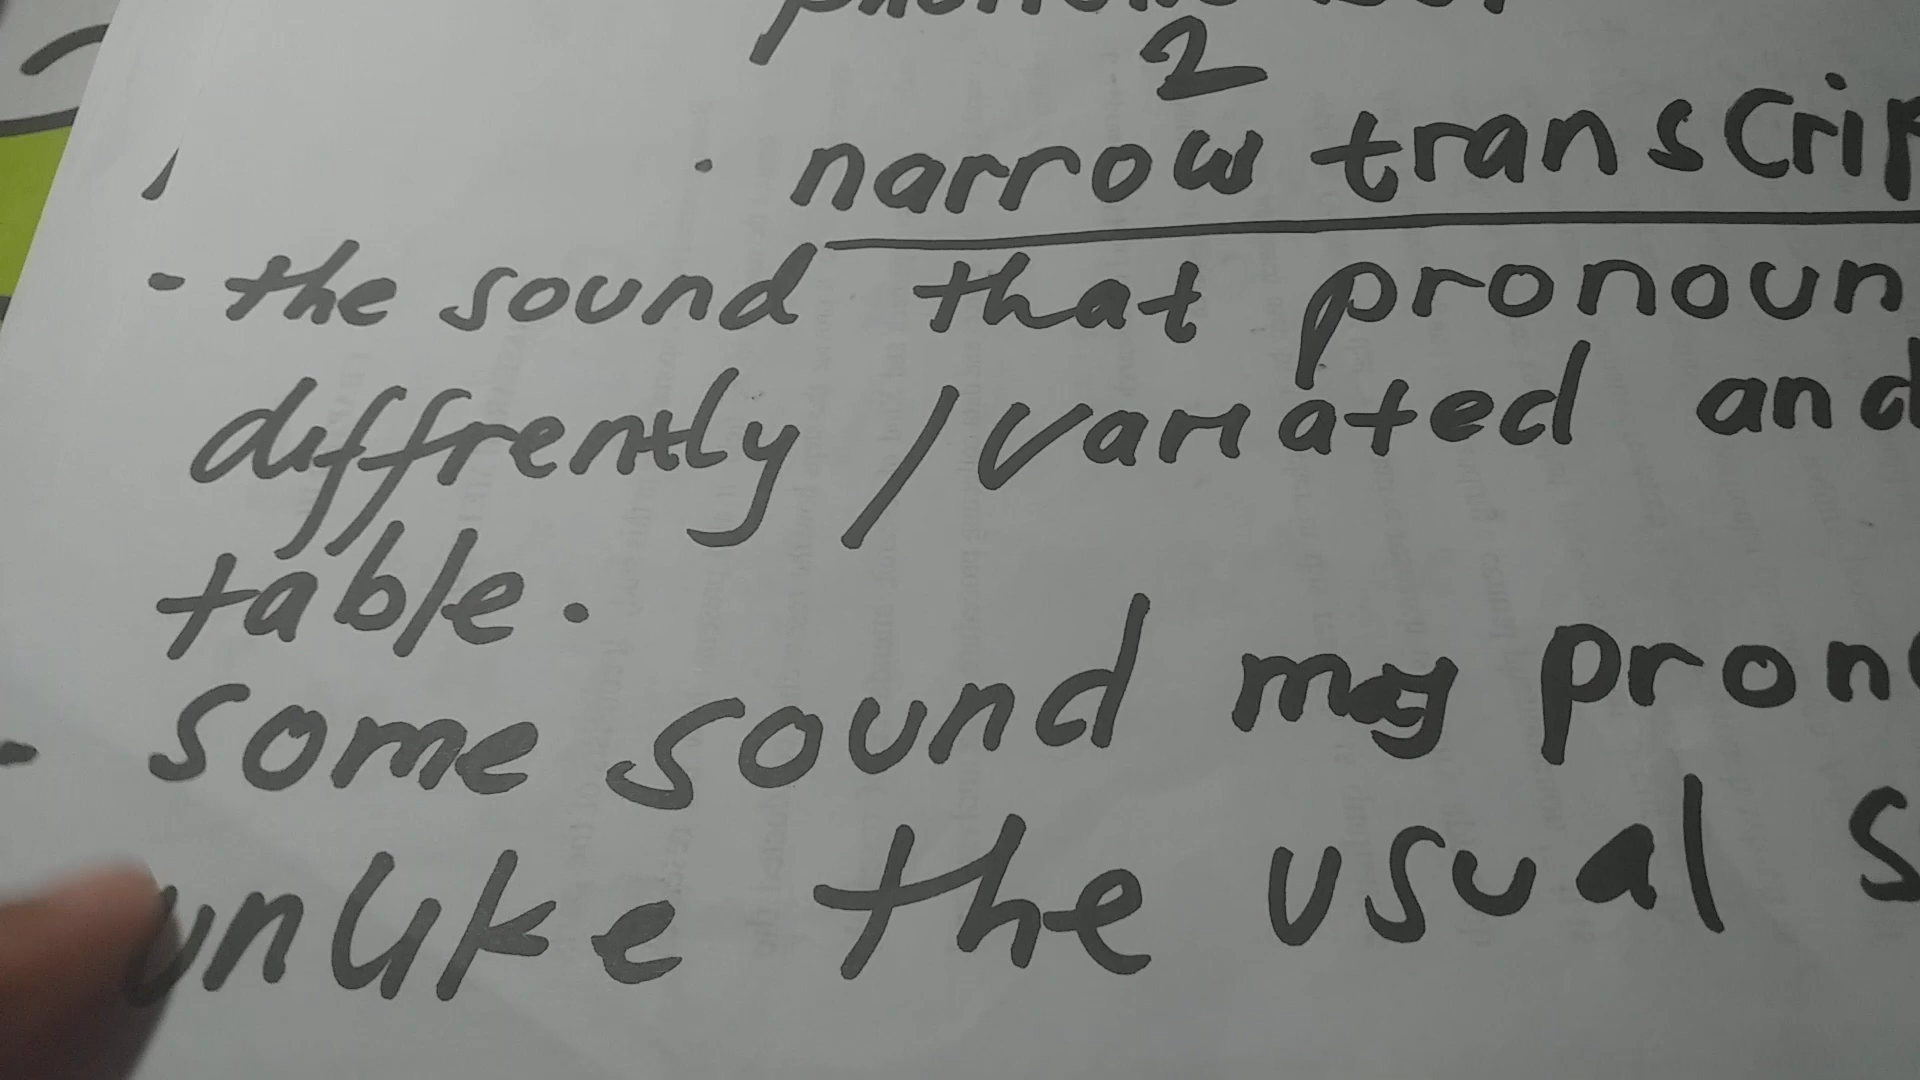 2
· narrow transcrip
- the sound that pronoun
diffrently / variated and
table.
- some sound may pron
unlike the usual s